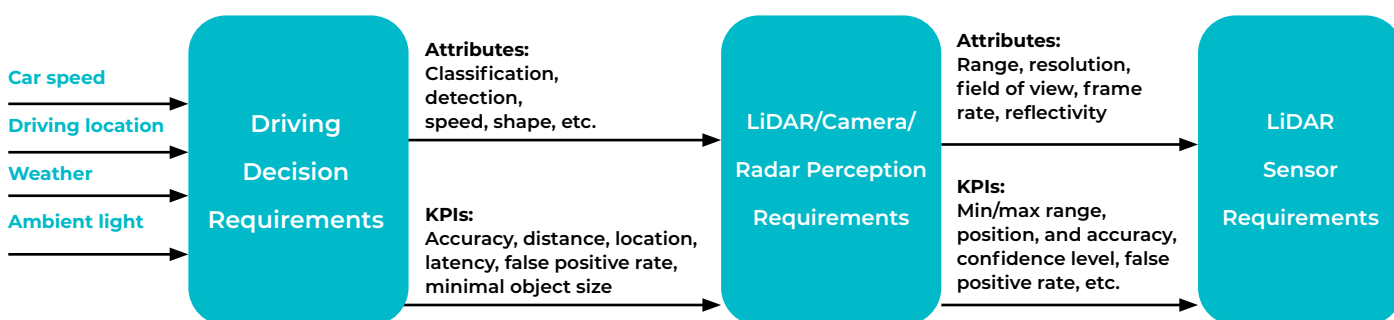 Car speed
Driving location
Weather
Ambient light
Driving
Decision
Requirements
Attributes:
Classification,
detection,
speed, shape, etc.
KPIs:
Accuracy, distance, location,
latency, false positive rate,
minimal object size
LiDAR/Camera/
Radar Perception
Requirements
Attributes:
Range, resolution,
field of view, frame
rate, reflectivity
KPIs:
Min/max range,
position, and accuracy,
confidence level, false
positive rate, etc.
LiDAR
Sensor
Requirements